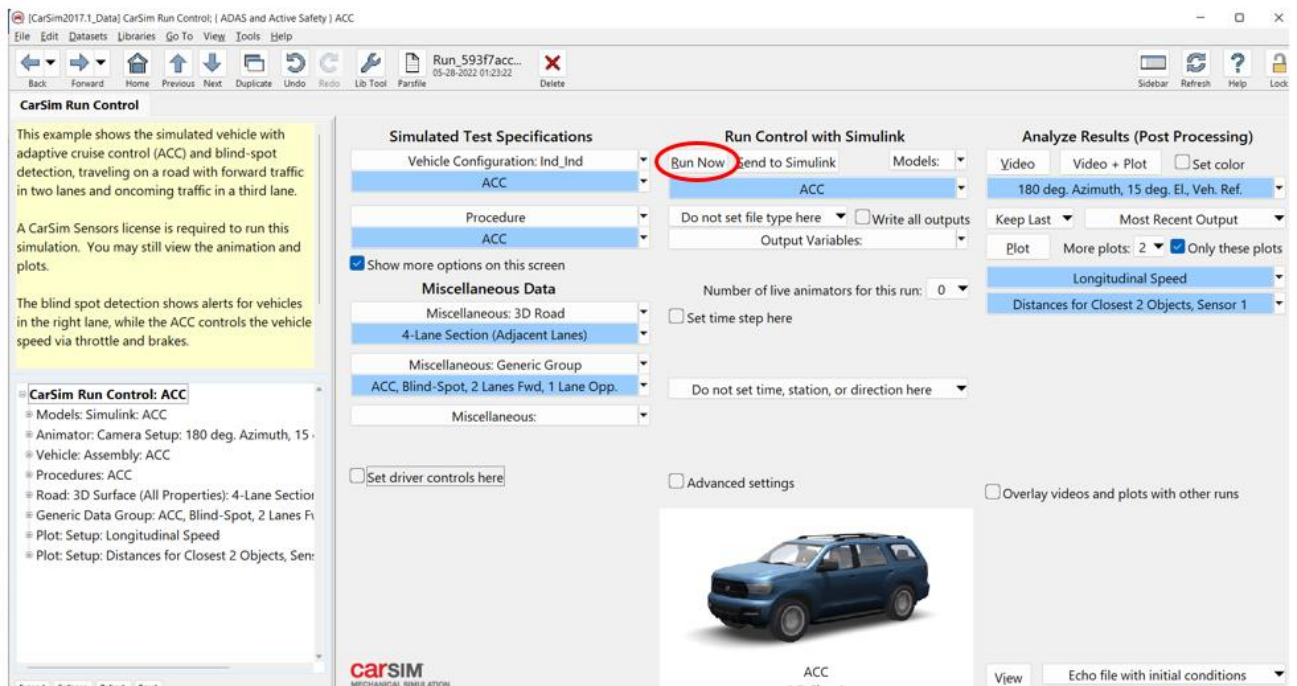 [CarSim2017.1_Data] CarSim Run Control; { ADAS and Active Safety } ACC
File Edit Datasets Libraries Go To View Tools Help
Back Forward Home Previous Next Duplicate Undo Redo Lib Tool Parsfile Run_593f7acc... 05-28-2022 01:23:22 Delete Sidebar Refresh Help Lock
CarSim Run Control
This example shows the simulated vehicle with
adaptive cruise control (ACC) and blind-spot
detection, traveling on a road with forward traffic
in two lanes and oncoming traffic in a third lane.
A CarSim Sensors license is required to run this
simulation. You may still view the animation and
plots.
The blind spot detection shows alerts for vehicles
in the right lane, while the ACC controls the vehicle
speed via throttle and brakes.
CarSim Run Control: ACC
Models: Simulink: ACC
Animator: Camera Setup: 180 deg. Azimuth, 15
Vehicle: Assembly: ACC
Procedures: ACC
Road: 3D Surface (All Properties): 4-Lane Section
Generic Data Group: ACC, Blind-Spot, 2 Lanes
Plot: Setup: Longitudinal Speed
Plot: Setup: Distances for Closest 2 Objects,
Simulated Test Specifications
Vehicle Configuration: Ind_Ind
ACC
Procedure
ACC
Show more options on this screen
Miscellaneous Data
Miscellaneous: 3D Road
4-Lane Section (Adjacent Lanes)
Miscellaneous: Generic Group
ACC, Blind-Spot, 2 Lanes Fwd, 1 Lane Opp.
Miscellaneous:
Set driver controls here
carSIM
MECHANICAL SIMULATION
Run Control with Simulink
Run Now Send to Simulink Models:
ACC
Do not set file type here Write all outputs
Output Variables:
Number of live animators for this run: 0
Set time step here
Do not set time, station, or direction here
Advanced settings
ACC
Analyze Results (Post Processing)
Video Video + Plot Set color
180 deg. Azimuth, 15 deg. El., Veh. Ref.
Keep Last Most Recent Output
Plot More plots: 2 Only these plots
Longitudinal Speed
Distances for Closest 2 Objects, Sensor 1
Overlay videos and plots with other runs
View Echo file with initial conditions